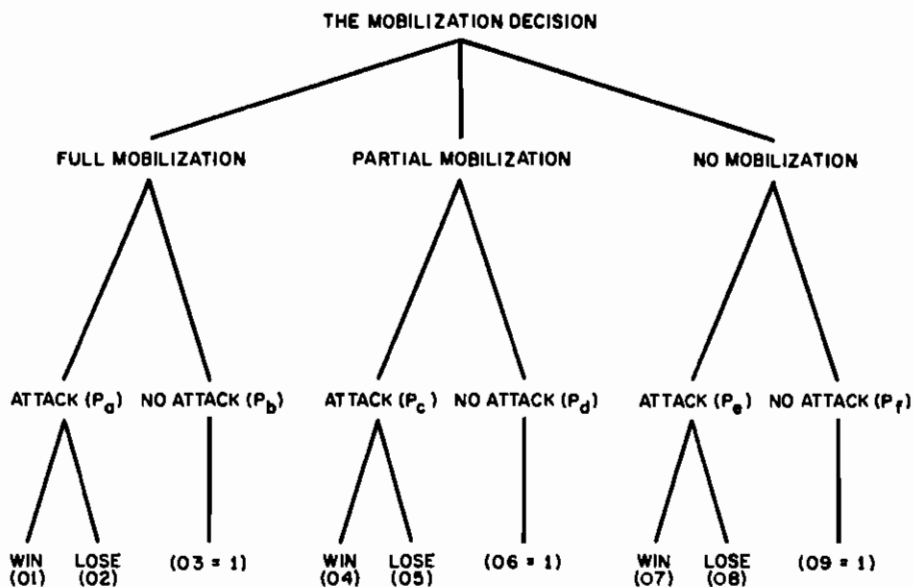 THE MOBILIZATION DECISION
FULL MOBILIZATION PARTIAL MOBILIZATION NO MOBILIZATION
ATTACK (Pa) NO ATTACK (Pb) ATTACK (Pc) NO ATTACK (Pd) ATTACK (Pe) NO ATTACK (Pf)
WIN LOSE (03 = 1) WIN LOSE (06 = 1) WIN LOSE (09 = 1)
(01) (02) (04) (05) (07) (08)